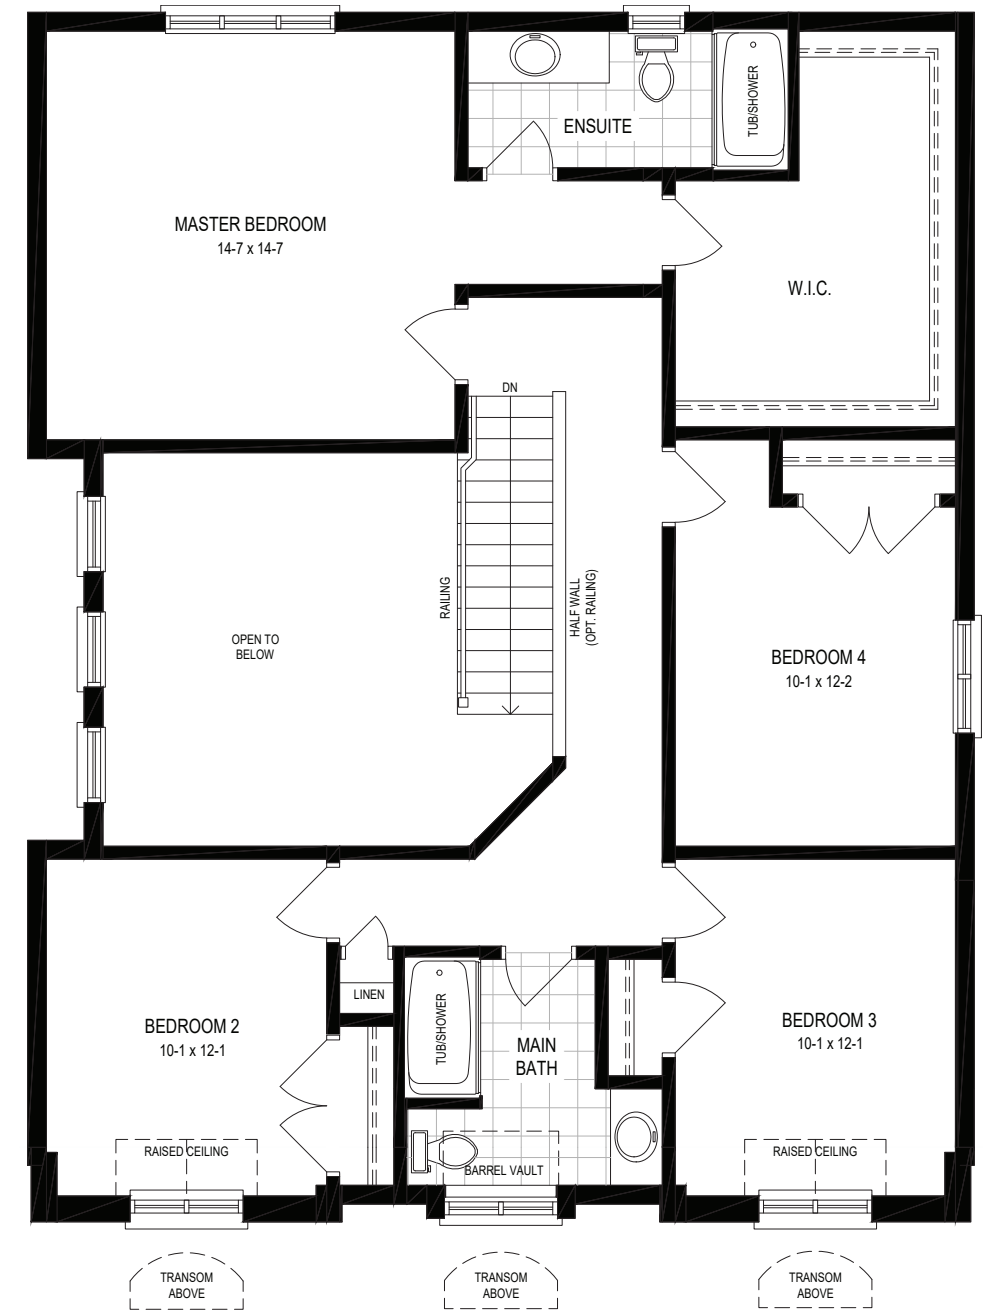 TUB/SHOWER
ENSUITE
MASTER BEDROOM
14-7 x 14-7
W.I.C.
DN
RAILING
HALF WALL
(OPT. RAILING)
OPEN TO
BELOW
BEDROOM 4
10-1 x 12-2
LINEN
TUB/SHOWER
BEDROOM 2
10-1 x 12-1
MAIN
BATH
BEDROOM 3
10-1 x 12-1
RAISED CEILING
BARREL VAULT
RAISED CEILING
TRANSOM
ABOVE
TRANSOM
ABOVE
TRANSOM
ABOVE